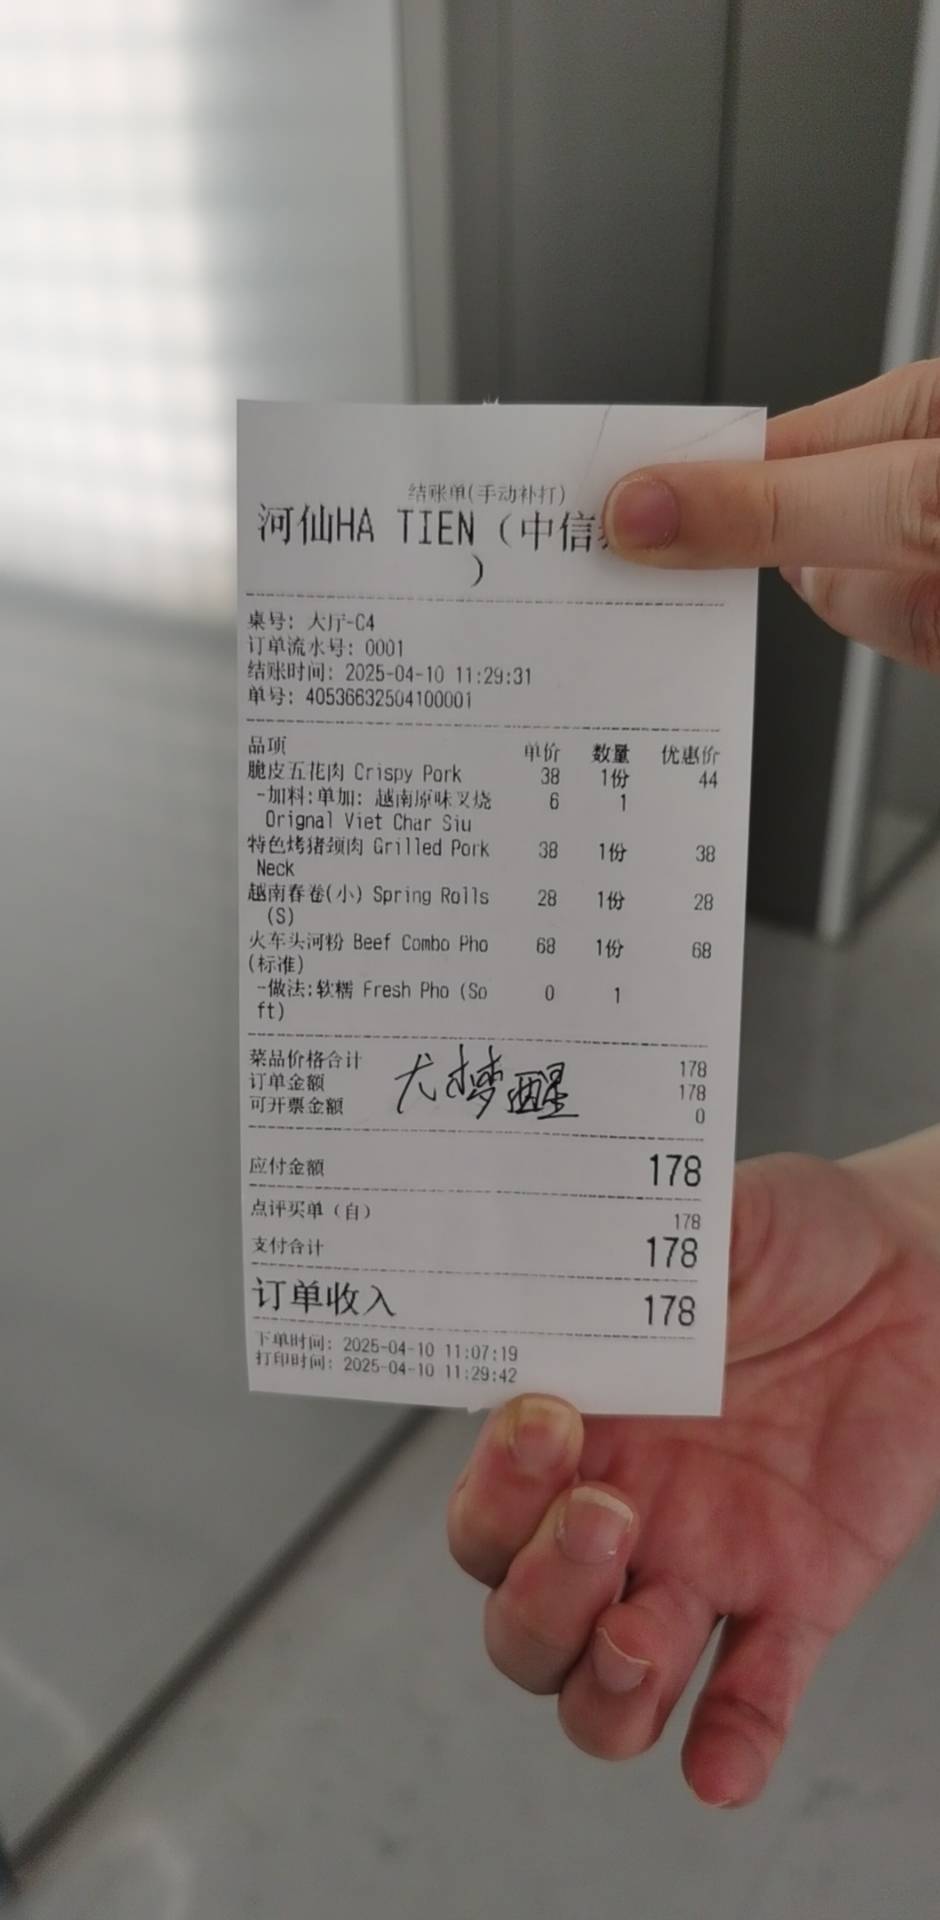 结账单(手动补打)
河仙HA TIEN（中信
）
桌号: 大厅-C4
订单流水号: 0001
结账时间: 2025-04-10 11:29:31
单号: 40536632504100001
品项 单价 数量 优惠价
脆皮五花肉 Crispy Pork 38 1份 44
-加料:单加: 越南原味叉烧 6 1
Orignal Viet Char Siu
特色烤猪颈肉 Grilled Pork 38 1份 38
Neck
越南春卷(小) Spring Rolls 28 1份 28
(S)
火车头河粉 Beef Combo Pho 68 1份 68
(标准)
-做法:软糯 Fresh Pho (So 0 1
ft)
菜品价格合计 178
订单金额 178
可开票金额 0
尤梦醒
应付金额 178
点评买单（自） 178
支付合计 178
订单收入 178
下单时间: 2025-04-10 11:07:19
打印时间: 2025-04-10 11:29:42